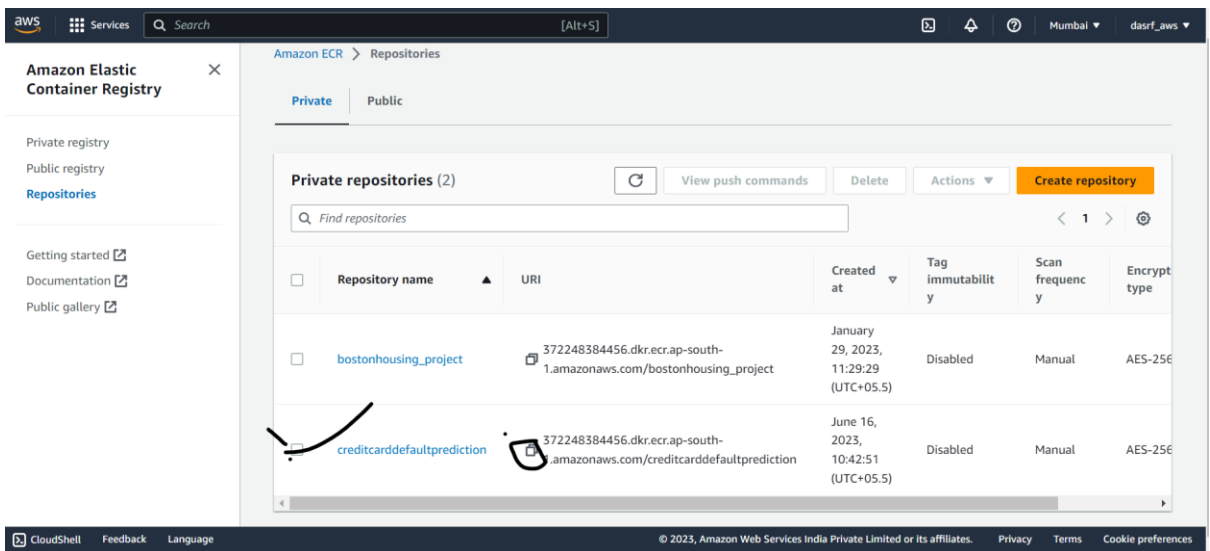 aws
Services
Search
[Alt+S]
Mumbai
dasrf_aws
Amazon Elastic
Container Registry
Private registry
Public registry
Repositories
Getting started
Documentation
Public gallery
Amazon ECR > Repositories
Private
Public
Private repositories (2)
View push commands
Delete
Actions
Create repository
Find repositories
1
Repository name
URI
Created
at
Tag
immutabilit
y
Scan
frequenc
y
Encrypt
type
bostonhousing_project
372248384456.dkr.ecr.ap-south-
1.amazonaws.com/bostonhousing_project
January
29, 2023,
11:29:29
(UTC+05.5)
Disabled
Manual
AES-256
creditcarddefaultprediction
372248384456.dkr.ecr.ap-south-
1.amazonaws.com/creditcarddefaultprediction
June 16,
2023,
10:42:51
(UTC+05.5)
Disabled
Manual
AES-256
CloudShell
Feedback
Language
© 2023, Amazon Web Services India Private Limited or its affiliates.
Privacy
Terms
Cookie preferences